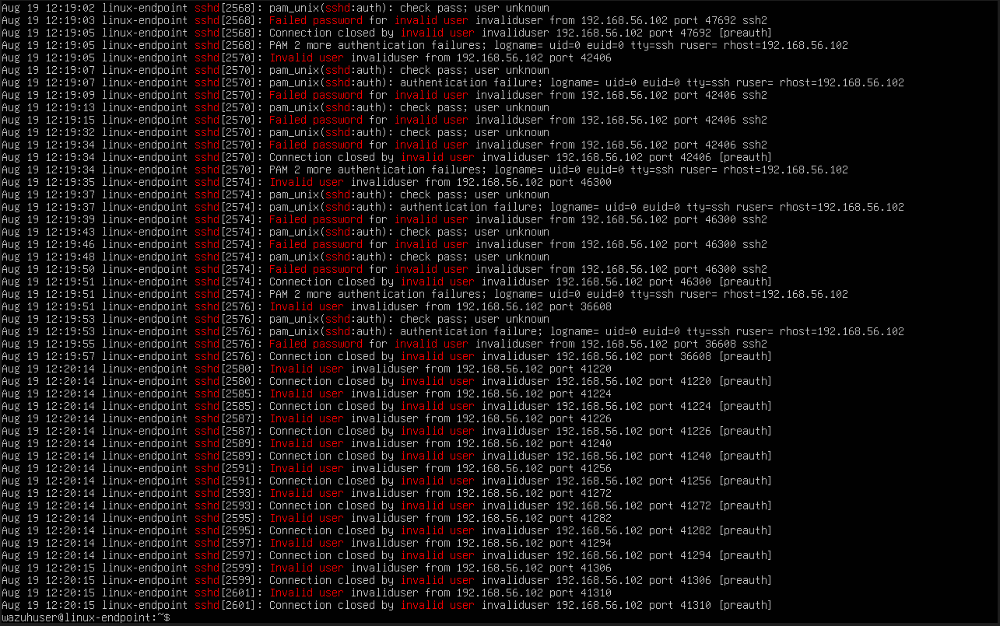 Aug 19 12:19:02 linux-endpoint sshd[2568]: pam_unix(sshd:auth): check pass; user unknown
Aug 19 12:19:03 linux-endpoint sshd[2568]: Failed password for invalid user invaliduser from 192.168.56.102 port 47692 ssh2
Aug 19 12:19:05 linux-endpoint sshd[2568]: Connection closed by invalid user invaliduser 192.168.56.102 port 47692 [preauth]
Aug 19 12:19:05 linux-endpoint sshd[2568]: PAM 2 more authentication failures; logname= uid=0 euid=0 tty=ssh ruser= rhost=192.168.56.102
Aug 19 12:19:05 linux-endpoint sshd[2570]: Invalid user invaliduser from 192.168.56.102 port 42406
Aug 19 12:19:07 linux-endpoint sshd[2570]: pam_unix(sshd:auth): check pass; user unknown
Aug 19 12:19:07 linux-endpoint sshd[2570]: pam_unix(sshd:auth): authentication failure; logname= uid=0 euid=0 tty=ssh ruser= rhost=192.168.56.102
Aug 19 12:19:09 linux-endpoint sshd[2570]: Failed password for invalid user invaliduser from 192.168.56.102 port 42406 ssh2
Aug 19 12:19:13 linux-endpoint sshd[2570]: pam_unix(sshd:auth): check pass; user unknown
Aug 19 12:19:15 linux-endpoint sshd[2570]: Failed password for invalid user invaliduser from 192.168.56.102 port 42406 ssh2
Aug 19 12:19:32 linux-endpoint sshd[2570]: pam_unix(sshd:auth): check pass; user unknown
Aug 19 12:19:34 linux-endpoint sshd[2570]: Failed password for invalid user invaliduser from 192.168.56.102 port 42406 ssh2
Aug 19 12:19:34 linux-endpoint sshd[2570]: Connection closed by invalid user invaliduser 192.168.56.102 port 42406 [preauth]
Aug 19 12:19:34 linux-endpoint sshd[2570]: PAM 2 more authentication failures; logname= uid=0 euid=0 tty=ssh ruser= rhost=192.168.56.102
Aug 19 12:19:35 linux-endpoint sshd[2574]: Invalid user invaliduser from 192.168.56.102 port 46300
Aug 19 12:19:37 linux-endpoint sshd[2574]: pam_unix(sshd:auth): check pass; user unknown
Aug 19 12:19:37 linux-endpoint sshd[2574]: pam_unix(sshd:auth): authentication failure; logname= uid=0 euid=0 tty=ssh ruser= rhost=192.168.56.102
Aug 19 12:19:39 linux-endpoint sshd[2574]: Failed password for invalid user invaliduser from 192.168.56.102 port 46300 ssh2
Aug 19 12:19:43 linux-endpoint sshd[2574]: pam_unix(sshd:auth): check pass; user unknown
Aug 19 12:19:46 linux-endpoint sshd[2574]: Failed password for invalid user invaliduser from 192.168.56.102 port 46300 ssh2
Aug 19 12:19:48 linux-endpoint sshd[2574]: pam_unix(sshd:auth): check pass; user unknown
Aug 19 12:19:50 linux-endpoint sshd[2574]: Failed password for invalid user invaliduser from 192.168.56.102 port 46300 ssh2
Aug 19 12:19:51 linux-endpoint sshd[2574]: Connection closed by invalid user invaliduser 192.168.56.102 port 46300 [preauth]
Aug 19 12:19:51 linux-endpoint sshd[2574]: PAM 2 more authentication failures; logname= uid=0 euid=0 tty=ssh ruser= rhost=192.168.56.102
Aug 19 12:19:51 linux-endpoint sshd[2576]: Invalid user invaliduser from 192.168.56.102 port 36608
Aug 19 12:19:53 linux-endpoint sshd[2576]: pam_unix(sshd:auth): check pass; user unknown
Aug 19 12:19:53 linux-endpoint sshd[2576]: pam_unix(sshd:auth): authentication failure; logname= uid=0 euid=0 tty=ssh ruser= rhost=192.168.56.102
Aug 19 12:19:55 linux-endpoint sshd[2576]: Failed password for invalid user invaliduser from 192.168.56.102 port 36608 ssh2
Aug 19 12:19:57 linux-endpoint sshd[2576]: Connection closed by invalid user invaliduser 192.168.56.102 port 36608 [preauth]
Aug 19 12:20:14 linux-endpoint sshd[2580]: Invalid user invaliduser from 192.168.56.102 port 41220
Aug 19 12:20:14 linux-endpoint sshd[2580]: Connection closed by invalid user invaliduser 192.168.56.102 port 41220 [preauth]
Aug 19 12:20:14 linux-endpoint sshd[2585]: Invalid user invaliduser from 192.168.56.102 port 41224
Aug 19 12:20:14 linux-endpoint sshd[2585]: Connection closed by invalid user invaliduser 192.168.56.102 port 41224 [preauth]
Aug 19 12:20:14 linux-endpoint sshd[2587]: Invalid user invaliduser from 192.168.56.102 port 41226
Aug 19 12:20:14 linux-endpoint sshd[2587]: Connection closed by invalid user invaliduser 192.168.56.102 port 41226 [preauth]
Aug 19 12:20:14 linux-endpoint sshd[2589]: Invalid user invaliduser from 192.168.56.102 port 41240
Aug 19 12:20:14 linux-endpoint sshd[2589]: Connection closed by invalid user invaliduser 192.168.56.102 port 41240 [preauth]
Aug 19 12:20:14 linux-endpoint sshd[2591]: Invalid user invaliduser from 192.168.56.102 port 41256
Aug 19 12:20:14 linux-endpoint sshd[2591]: Connection closed by invalid user invaliduser 192.168.56.102 port 41256 [preauth]
Aug 19 12:20:14 linux-endpoint sshd[2593]: Invalid user invaliduser from 192.168.56.102 port 41272
Aug 19 12:20:14 linux-endpoint sshd[2593]: Connection closed by invalid user invaliduser 192.168.56.102 port 41272 [preauth]
Aug 19 12:20:14 linux-endpoint sshd[2595]: Invalid user invaliduser from 192.168.56.102 port 41282
Aug 19 12:20:14 linux-endpoint sshd[2595]: Connection closed by invalid user invaliduser 192.168.56.102 port 41282 [preauth]
Aug 19 12:20:14 linux-endpoint sshd[2597]: Invalid user invaliduser from 192.168.56.102 port 41294
Aug 19 12:20:14 linux-endpoint sshd[2597]: Connection closed by invalid user invaliduser 192.168.56.102 port 41294 [preauth]
Aug 19 12:20:15 linux-endpoint sshd[2599]: Invalid user invaliduser from 192.168.56.102 port 41306
Aug 19 12:20:15 linux-endpoint sshd[2599]: Connection closed by invalid user invaliduser 192.168.56.102 port 41306 [preauth]
Aug 19 12:20:15 linux-endpoint sshd[2601]: Invalid user invaliduser from 192.168.56.102 port 41310
Aug 19 12:20:15 linux-endpoint sshd[2601]: Connection closed by invalid user invaliduser 192.168.56.102 port 41310 [preauth]
wazuhuser@linux-endpoint:~$